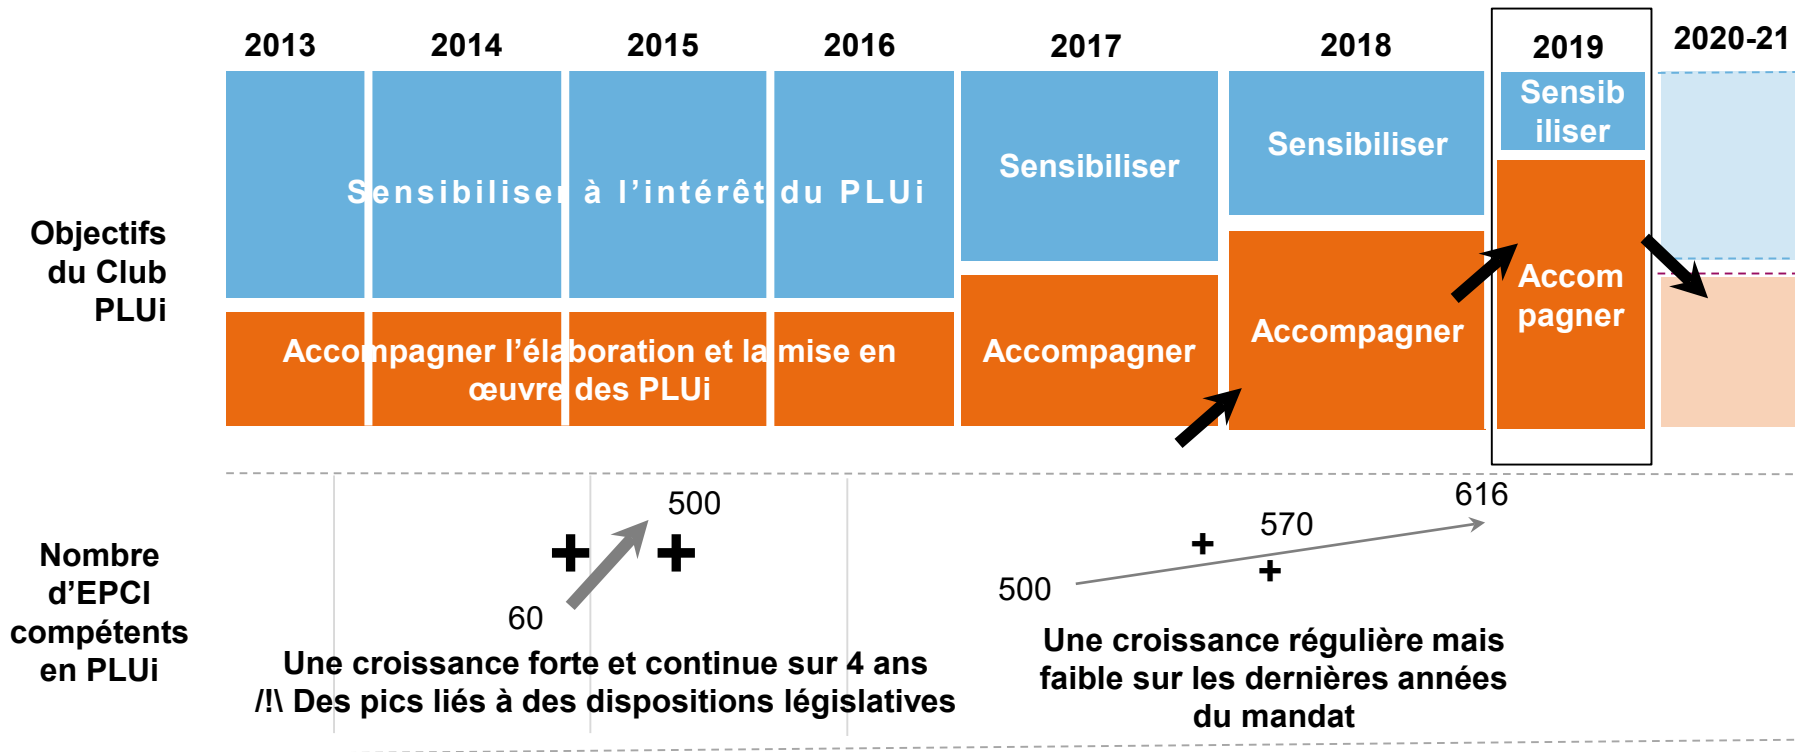 2013 2014 2015 2016 2017 2018 2019 2020-21
Objectifs
du Club
PLUi
Sensibiliser à l'intérêt du PLUi
Accompagner l'élaboration et la mise en
œuvre des PLUi
Sensibiliser
Accompagner
Sensibiliser
Accompagner
Sensib
iliser
Accom
pagner
Nombre
d'EPCI
compétents
en PLUi
60
+
+
500
Une croissance forte et continue sur 4 ans
/!\ Des pics liés à des dispositions législatives
500
+
+
570
616
Une croissance régulière mais
faible sur les dernières années
du mandat